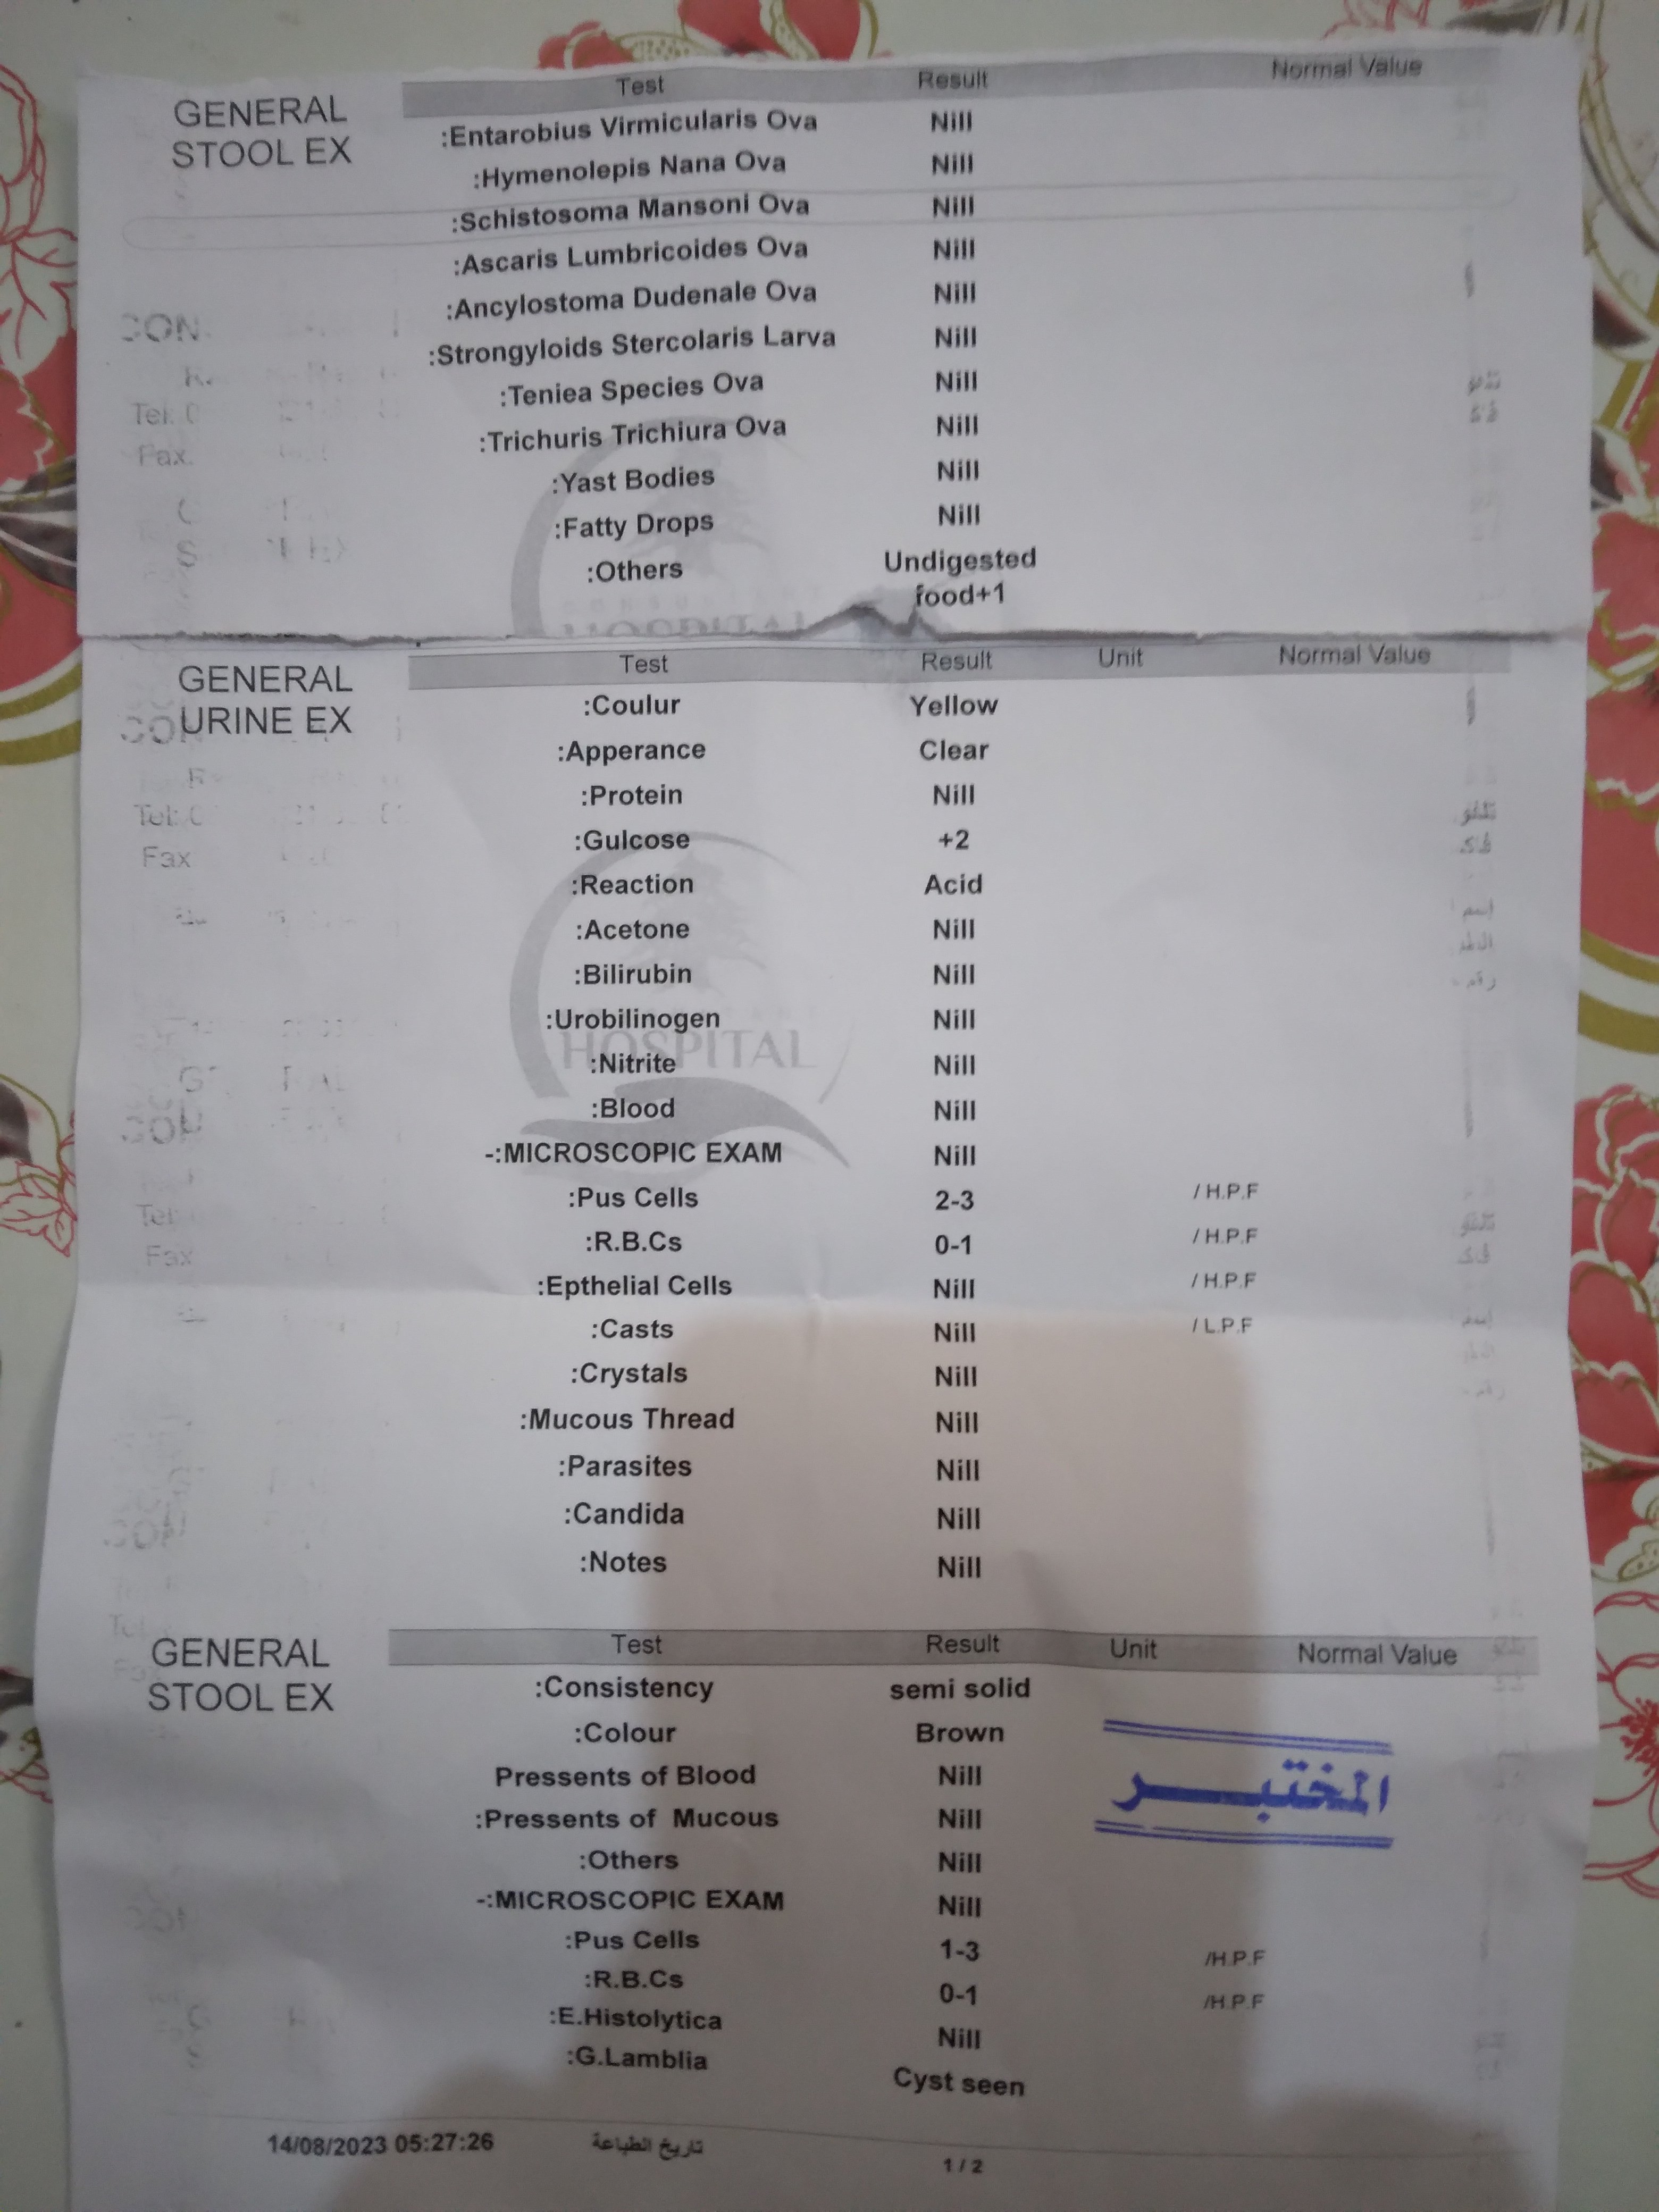 GENERAL STOOL EX
Test Result Normal Value
:Entarobius Virmicularis Ova Nill
:Hymenolepis Nana Ova Nill
:Schistosoma Mansoni Ova Nill
:Ascaris Lumbricoides Ova Nill
:Ancylostoma Dudenale Ova Nill
:Strongyloids Stercolaris Larva Nill
:Teniea Species Ova Nill
:Trichuris Trichiura Ova Nill
:Yast Bodies Nill
:Fatty Drops Nill
:Others Undigested
food+1
HOSPITAL
GENERAL URINE EX
Test Result Unit Normal Value
:Coulur Yellow
:Apperance Clear
:Protein Nill
:Gulcose +2
:Reaction Acid
:Acetone Nill
:Bilirubin Nill
:Urobilinogen Nill
HOSPITAL
:Nitrite Nill
:Blood Nill
-:MICROSCOPIC EXAM Nill
:Pus Cells 2-3 / H.P.F
:R.B.Cs 0-1 / H.P.F
:Epthelial Cells Nill / H.P.F
:Casts Nill / L.P.F
:Crystals Nill
:Mucous Thread Nill
:Parasites Nill
:Candida Nill
:Notes Nill
GENERAL STOOL EX
Test Result Unit Normal Value
:Consistency semi solid
:Colour Brown
Pressents of Blood Nill
المختبر
:Pressents of Mucous Nill
:Others Nill
-:MICROSCOPIC EXAM Nill
:Pus Cells 1-3 /H.P.F
:R.B.Cs 0-1 /H.P.F
:E.Histolytica Nill
:G.Lamblia Cyst seen
14/08/2023 05:27:26 تاريخ الطباعة
1 / 2